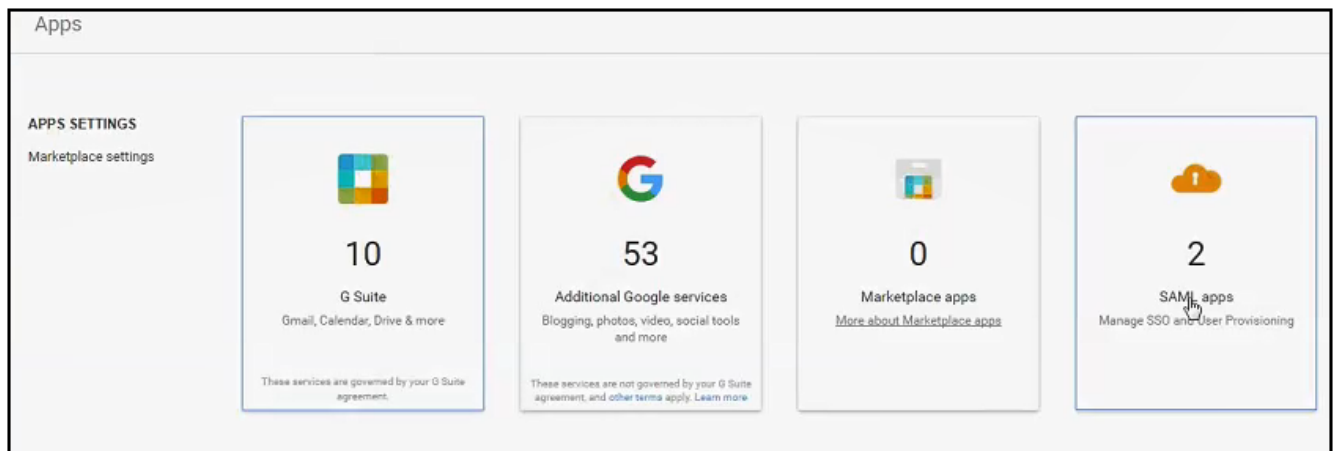 Apps
APPS SETTINGS
Marketplace settings
10
G Suite
Gmail, Calendar, Drive & more
These services are governed by your G Suite
agreement.
53
Additional Google services
Blogging, photos, video, social tools
and more
These services are not governed by your G Suite
agreement, and other terms apply. Learn more
0
Marketplace apps
More about Marketplace apps
2
SAML apps
Manage SSO and User Provisioning